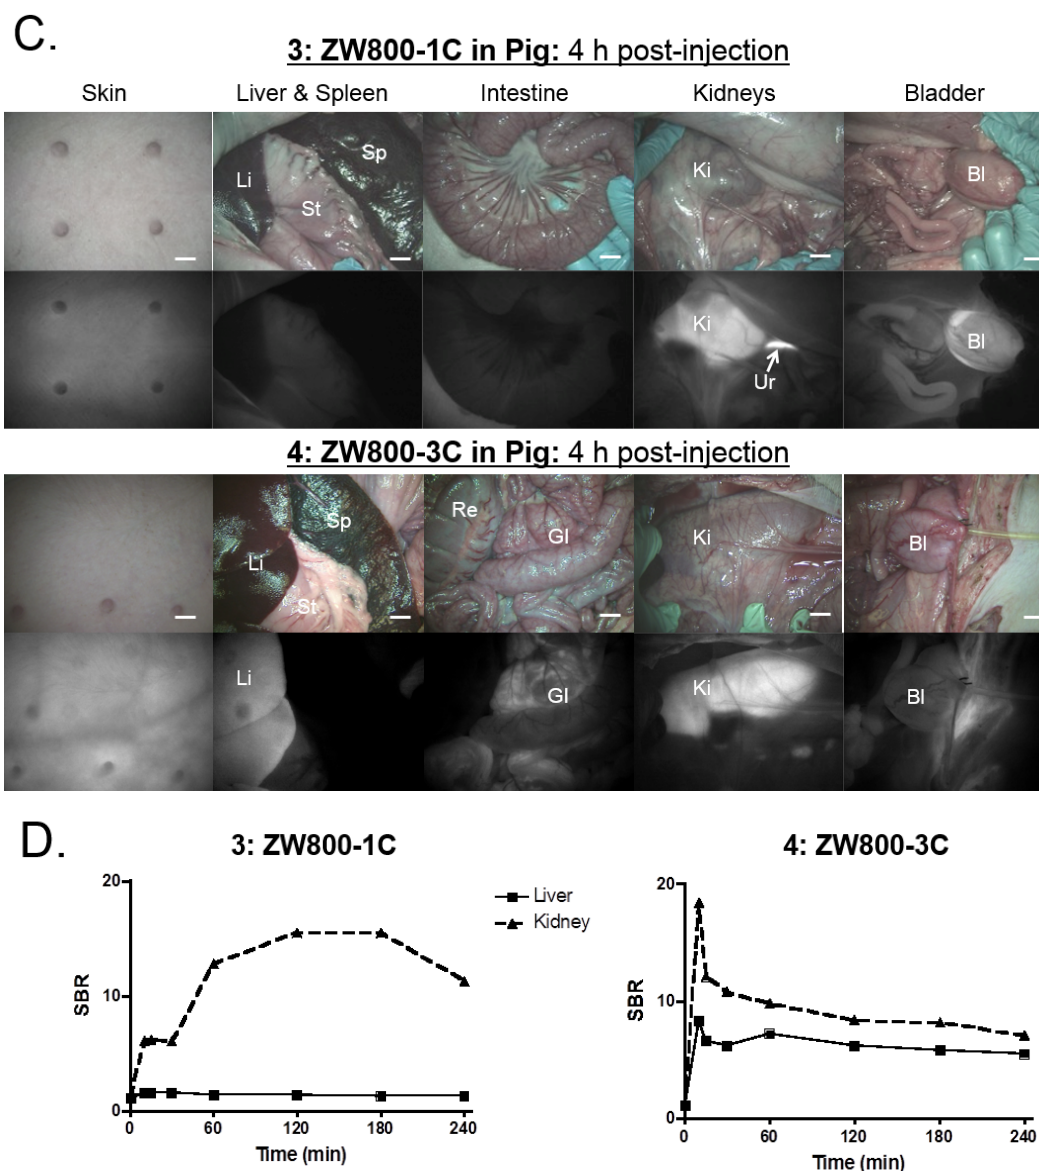 C.
3: ZW800-1C in Pig: 4 h post-injection
Skin Liver & Spleen Intestine Kidneys Bladder
Li St Sp Ki Bl
Ki Ur Bl
4: ZW800-3C in Pig: 4 h post-injection
Li St Sp Re GI Ki Bl
Li GI Ki Bl
D.
3: ZW800-1C
4: ZW800-3C
20
10
0
SBR
0 60 120 180 240
Time (min)
Liver
Kidney
20
10
0
SBR
0 60 120 180 240
Time (min)